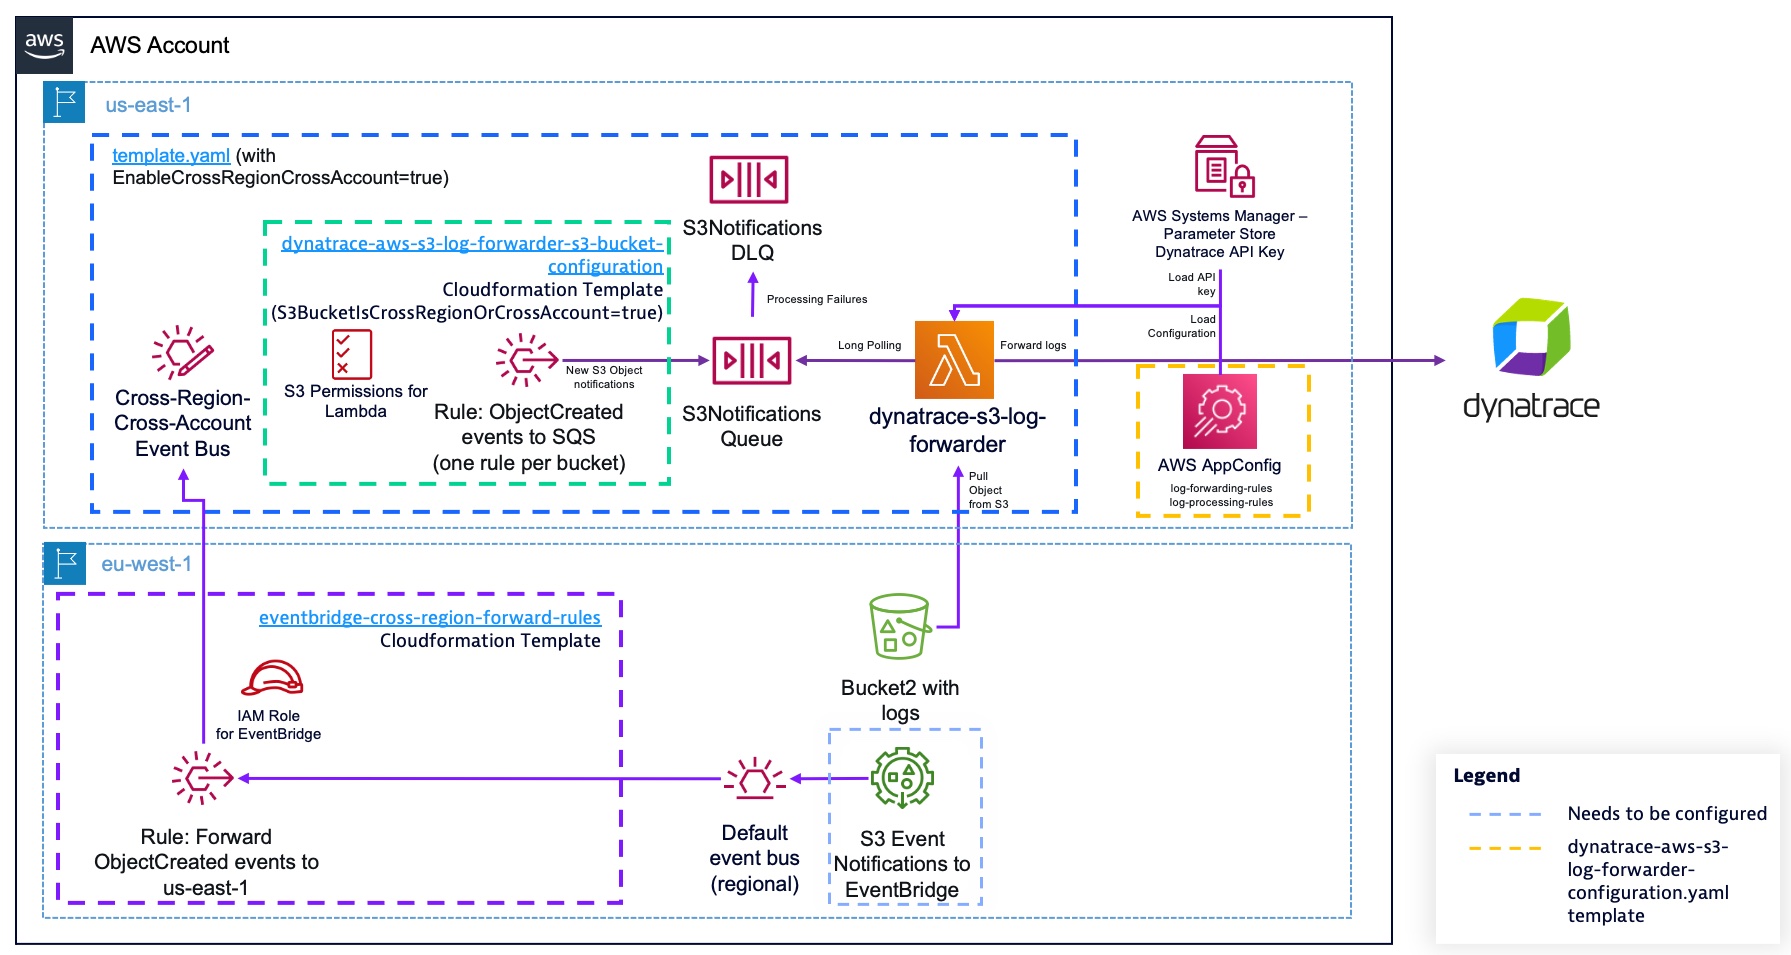 aws
AWS Account
us-east-1
template.yaml (with
EnableCrossRegionCrossAccount=true)
dynatrace-aws-s3-log-forwarder-s3-bucket-
configuration
Cloudformation Template
(S3BucketIsCrossRegionOrCrossAccount=true)
S3Notifications
DLQ
Processing Failures
AWS Systems Manager –
Parameter Store
Dynatrace API Key
Load API
key
Load
Configuration
Cross-Region-
Cross-Account
Event Bus
S3 Permissions for
Lambda
New S3 Object
notifications
Rule: ObjectCreated
events to SQS
(one rule per bucket)
S3Notifications
Queue
Long Polling
dynatrace-s3-log-
forwarder
Forward logs
Pull
Object
from S3
AWS AppConfig
log-forwarding-rules
log-processing-rules
dynatrace
eu-west-1
eventbridge-cross-region-forward-rules
Cloudformation Template
IAM Role
for EventBridge
Rule: Forward
ObjectCreated events to
us-east-1
Default
event bus
(regional)
Bucket2 with
logs
S3 Event
Notifications to
EventBridge
Legend
Needs to be configured
dynatrace-aws-s3-
log-forwarder-
configuration.yaml
template